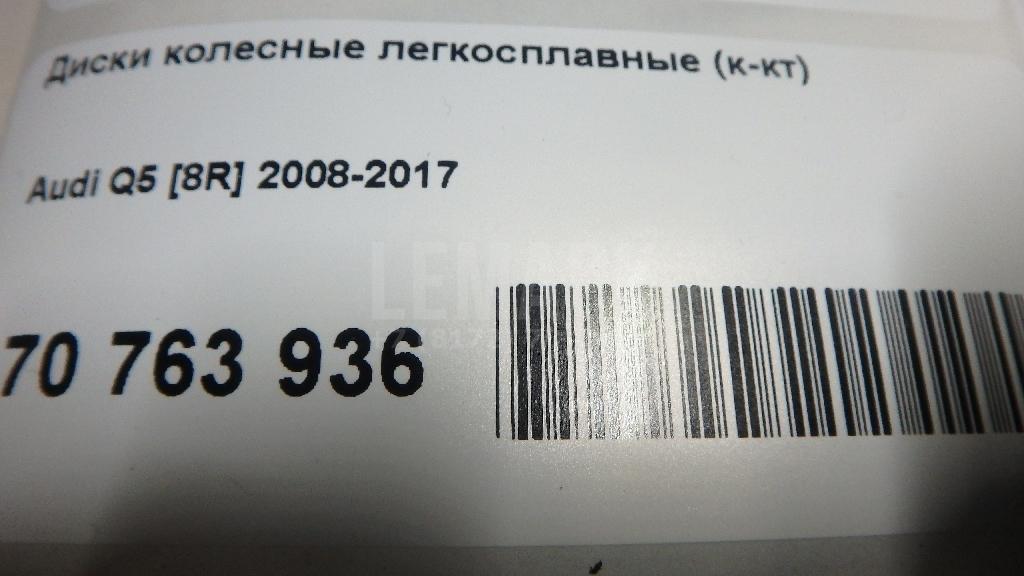 Диски колесные легкосплавные (к-кт)
Audi Q5 [8R] 2008-2017
70 763 936